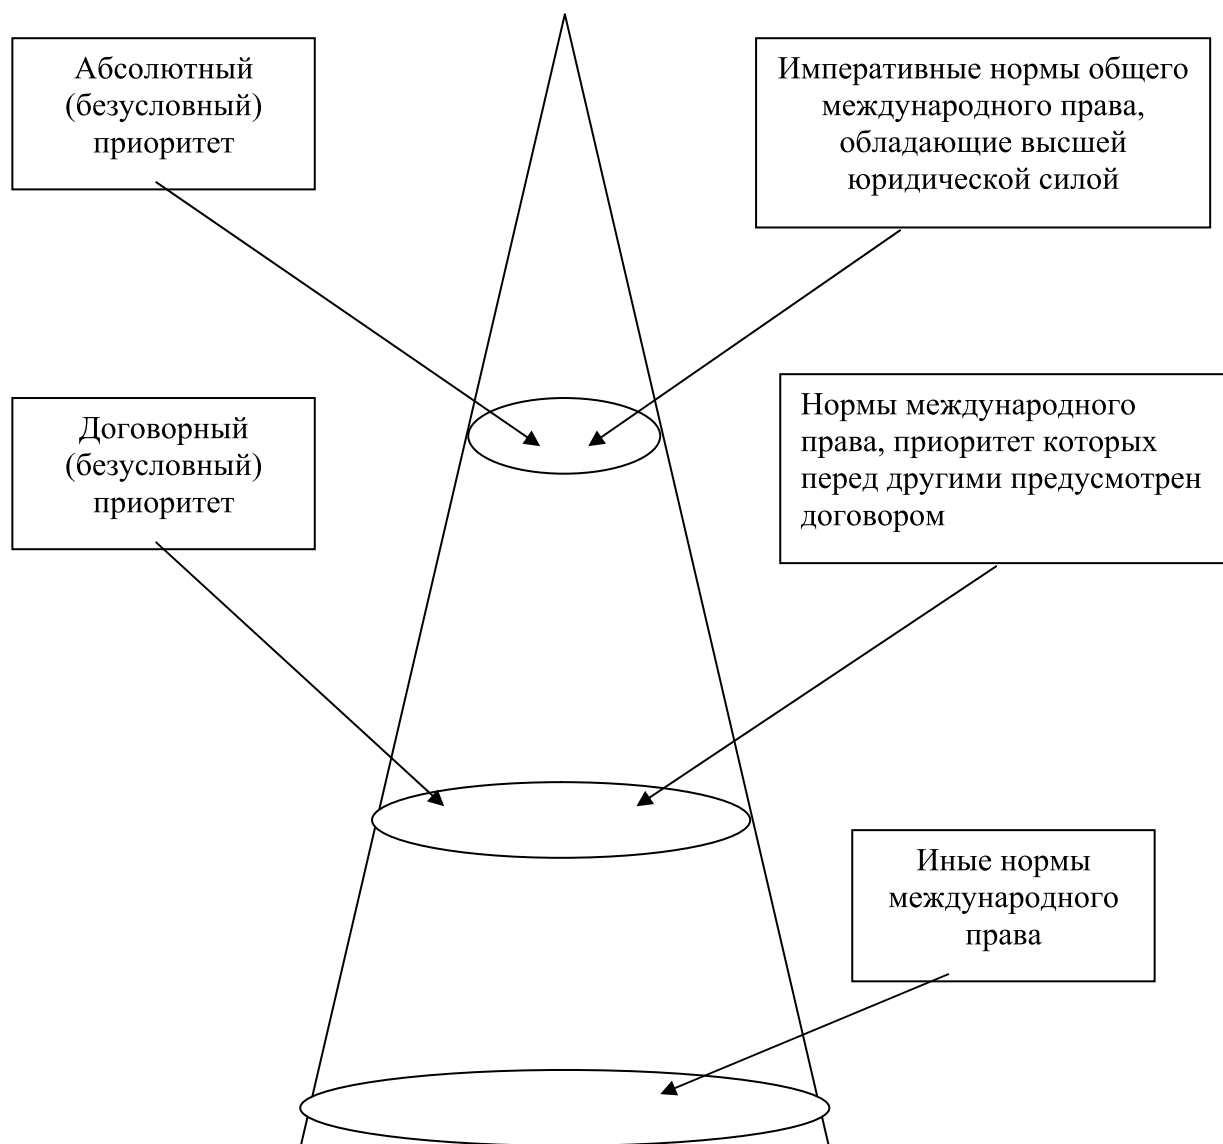 Абсолютный
(безусловный)
приоритет
Императивные нормы общего
международного права,
обладающие высшей
юридической силой
Договорный
(безусловный)
приоритет
Нормы международного
права, приоритет которых
перед другими предусмотрен
договором
Иные нормы
международного
права